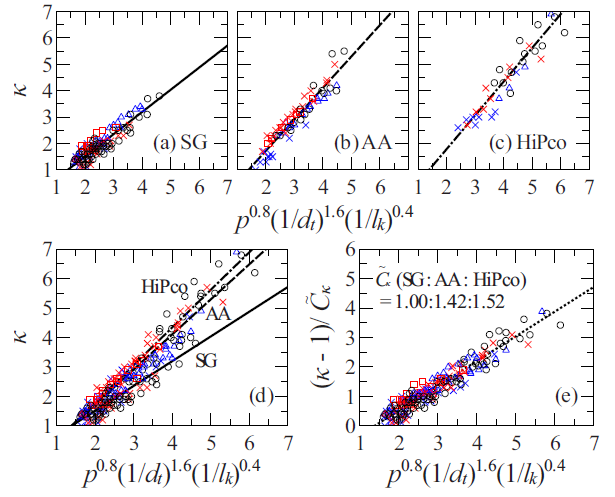 κ
7
6
5
4
3
2
1
(a) SG
(b) AA
(c) HiPco
1 2 3 4 5 6 7
2 3 4 5 6 7
2 3 4 5 6 7
p^0.8(1/d_t)^1.6(1/l_k)^0.4
κ
7
6
5
4
3
2
1
HiPco
AA
SG
(d)
1 2 3 4 5 6 7
p^0.8(1/d_t)^1.6(1/l_k)^0.4
(κ - 1)/ C̃_κ
6
5
4
3
2
1
0
C̃_κ (SG: AA: HiPco)
= 1.00:1.42:1.52
(e)
1 2 3 4 5 6 7
p^0.8(1/d_t)^1.6(1/l_k)^0.4